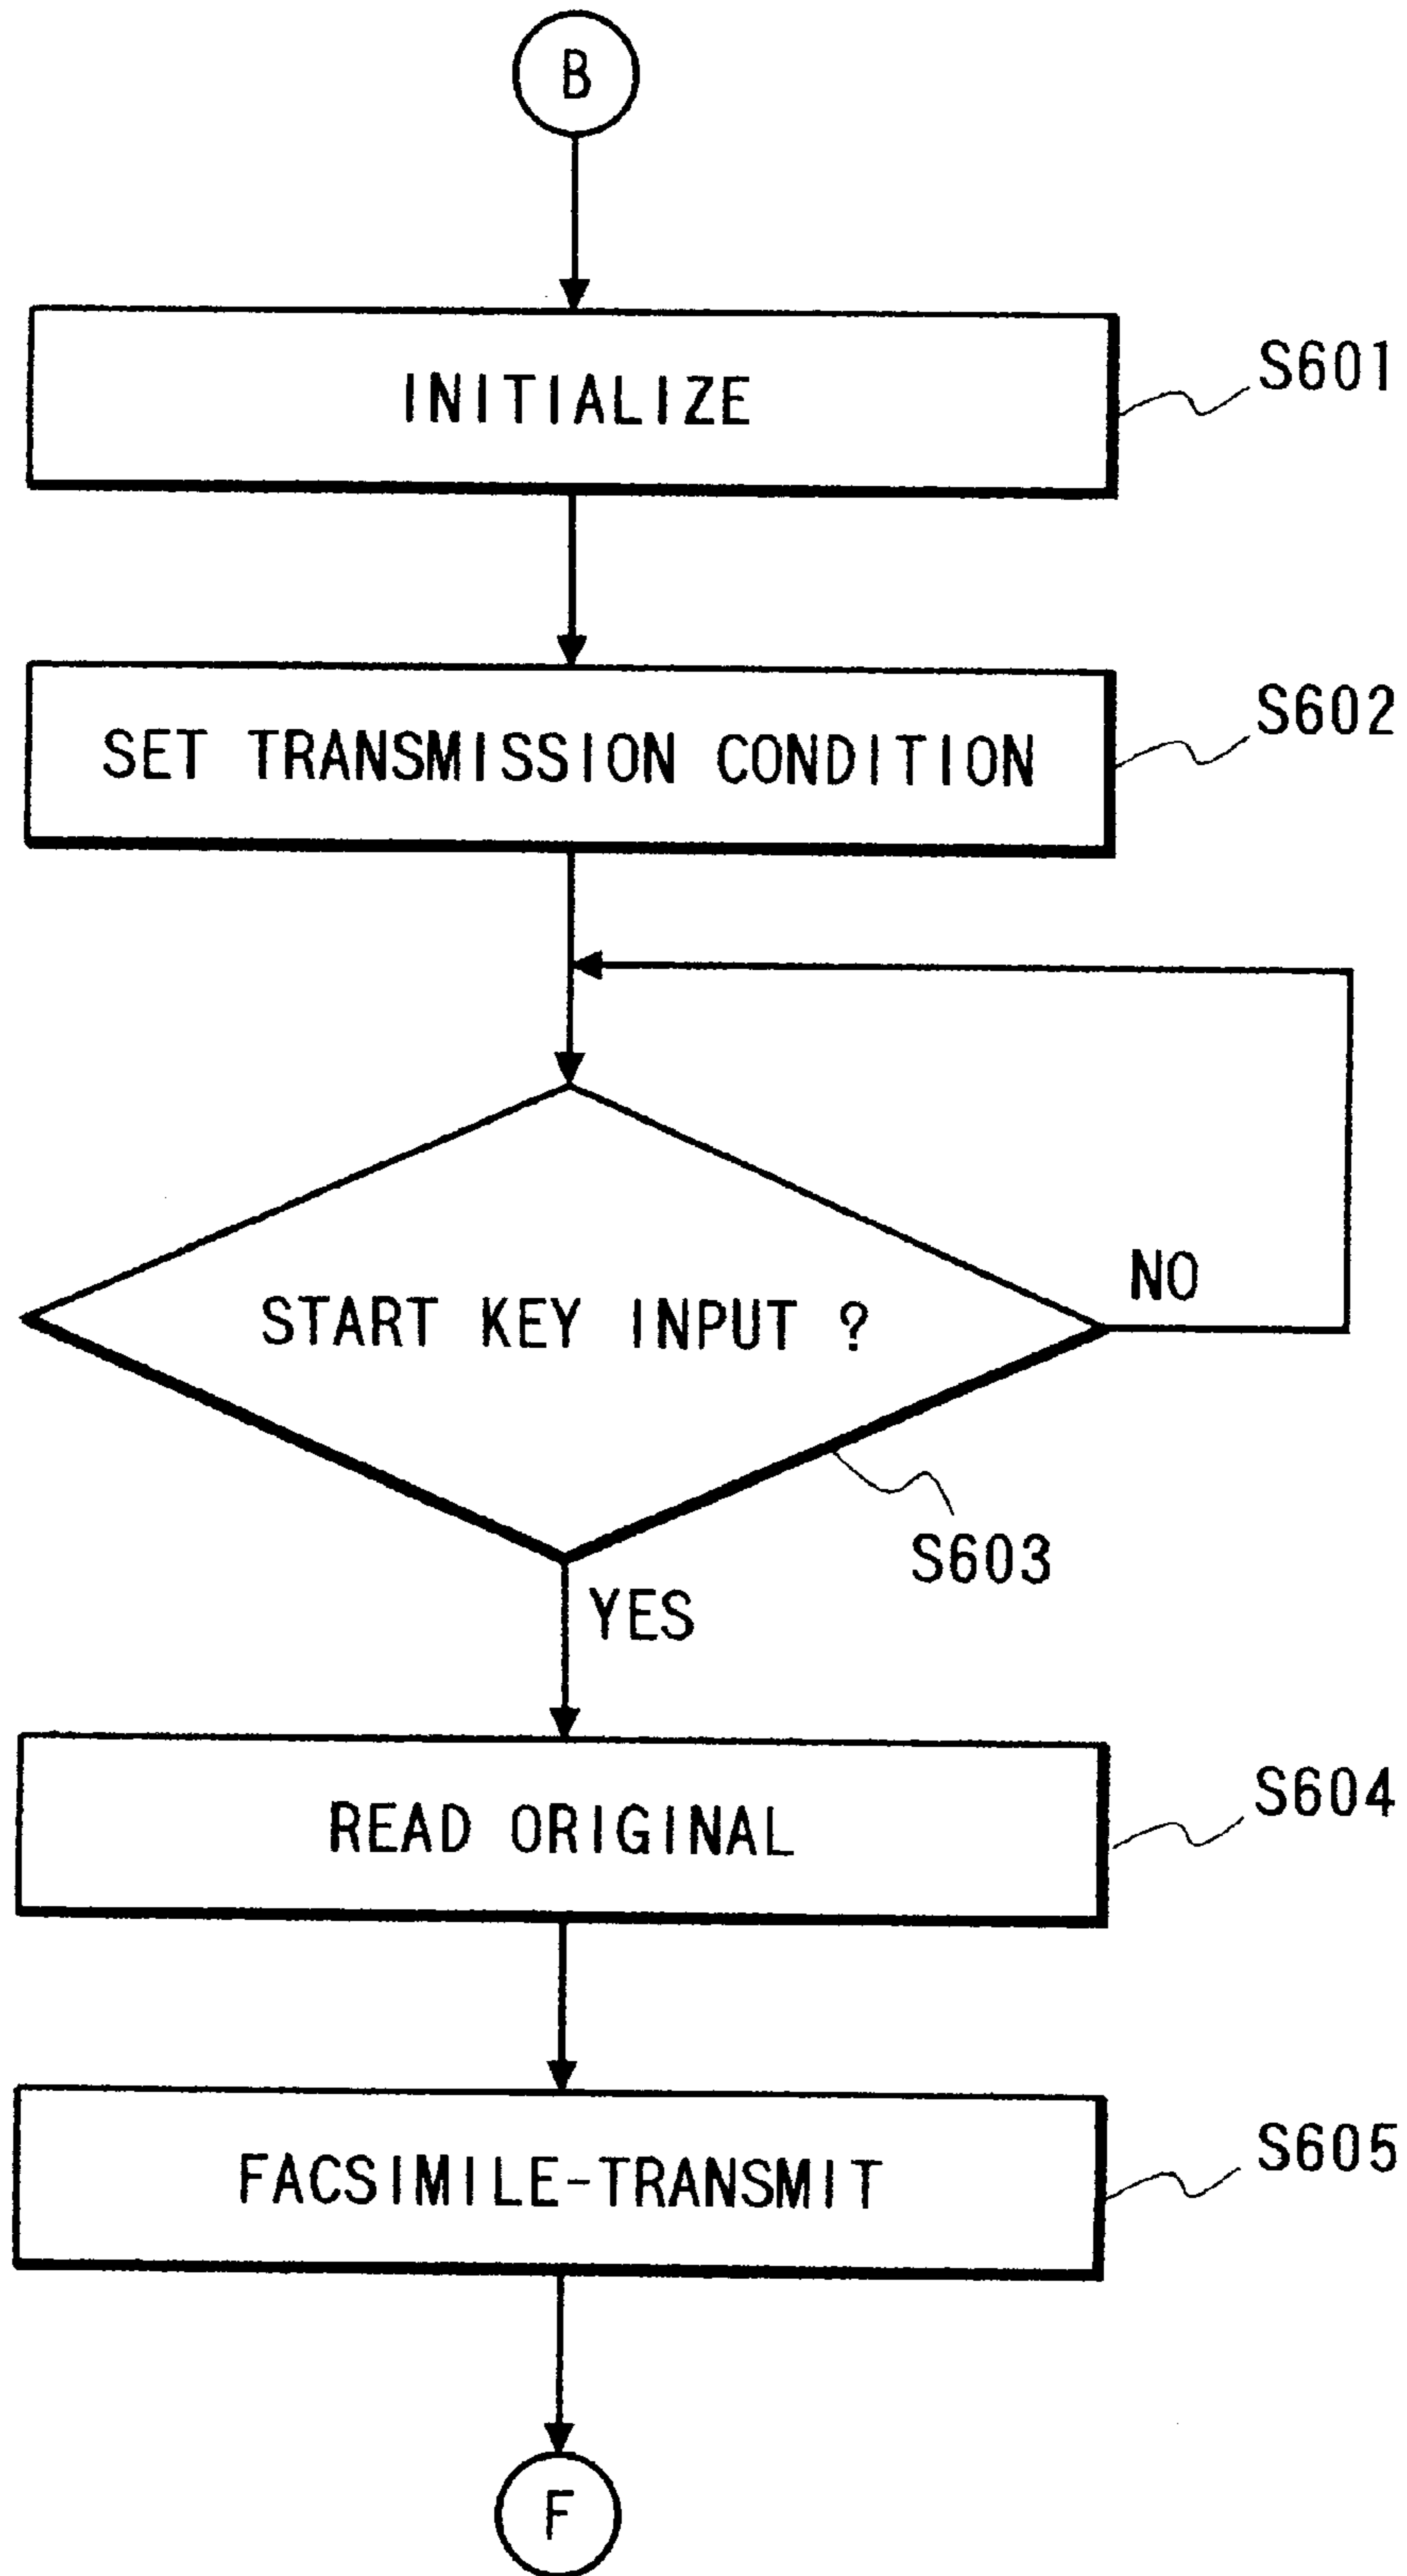 B
INITIALIZE
S601
SET TRANSMISSION CONDITION
S602
START KEY INPUT ?
NO
S603
YES
READ ORIGINAL
S604
FACSIMILE-TRANSMIT
S605
F